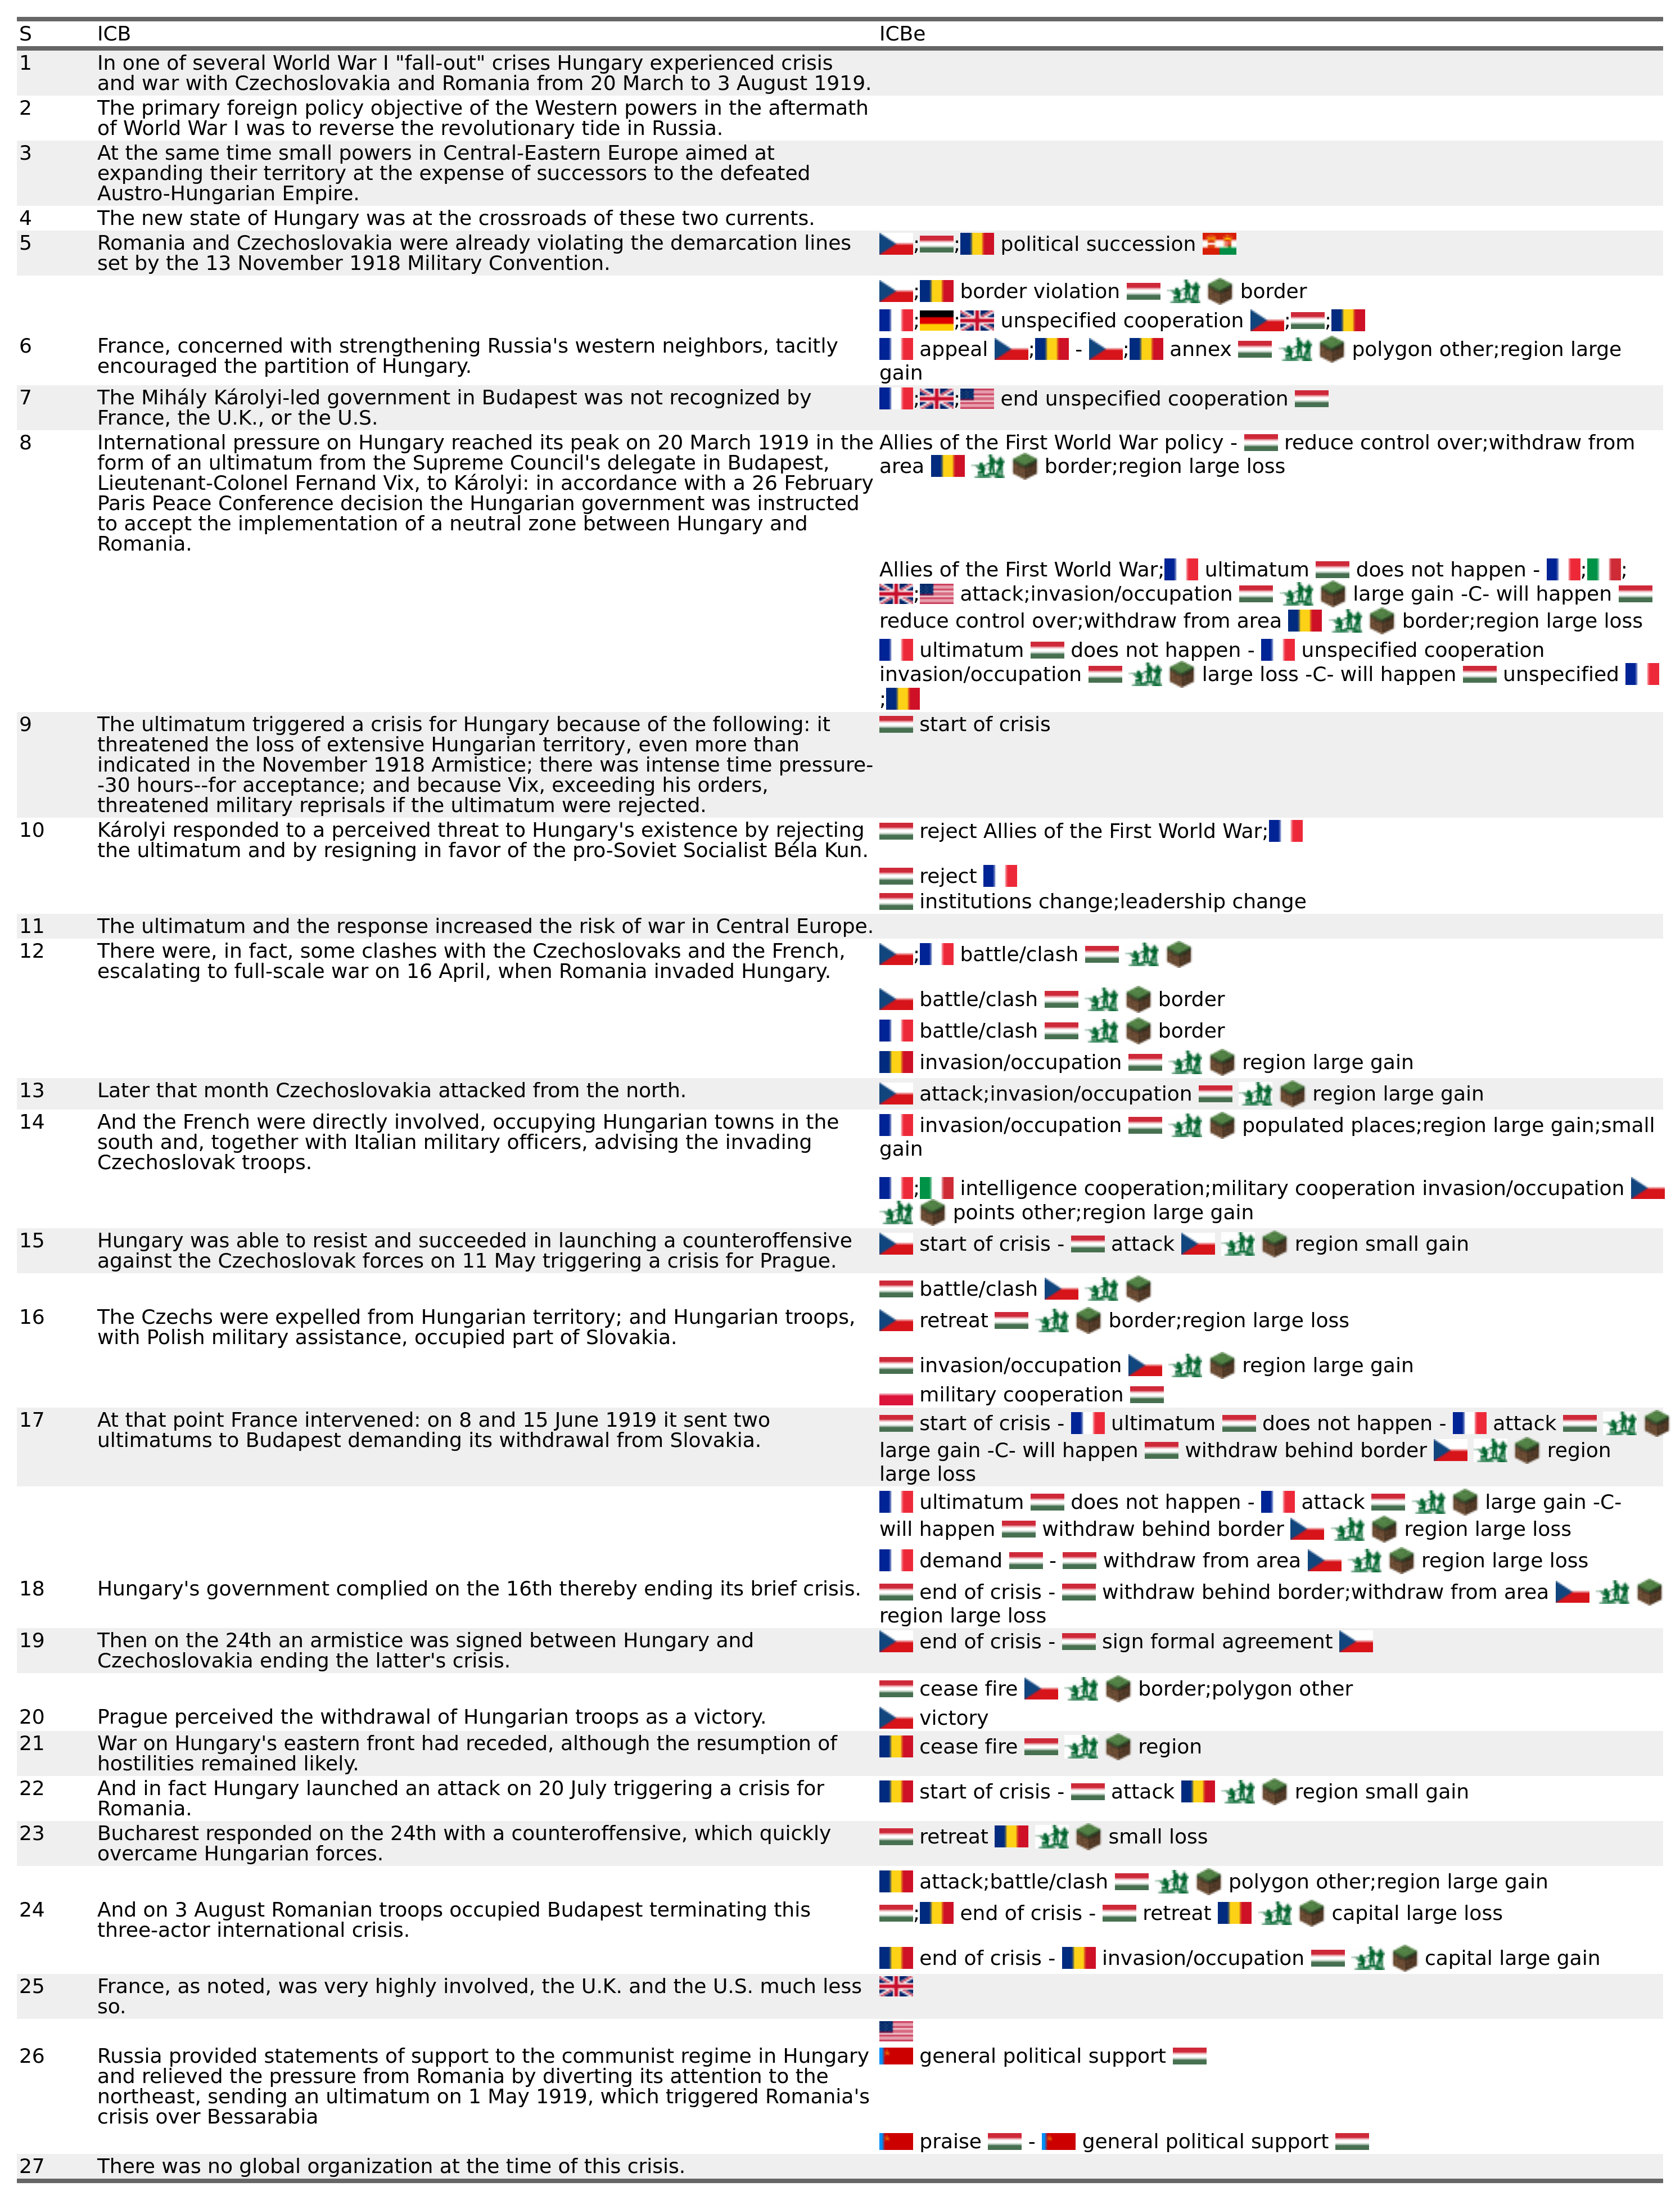 S ICB ICBe
1 In one of several World War I "fall-out" crises Hungary experienced crisis
and war with Czechoslovakia and Romania from 20 March to 3 August 1919.
2 The primary foreign policy objective of the Western powers in the aftermath
of World War I was to reverse the revolutionary tide in Russia.
3 At the same time small powers in Central-Eastern Europe aimed at
expanding their territory at the expense of successors to the defeated
Austro-Hungarian Empire.
4 The new state of Hungary was at the crossroads of these two currents.
5 Romania and Czechoslovakia were already violating the demarcation lines
set by the 13 November 1918 Military Convention.
; ; political succession
; border violation border
; ; unspecified cooperation ; ;
6 France, concerned with strengthening Russia's western neighbors, tacitly
encouraged the partition of Hungary.
appeal ; - ; annex polygon other;region large
gain
7 The Mihály Károlyi-led government in Budapest was not recognized by
France, the U.K., or the U.S.
; ; end unspecified cooperation
8 International pressure on Hungary reached its peak on 20 March 1919 in the
form of an ultimatum from the Supreme Council's delegate in Budapest,
Lieutenant-Colonel Fernand Vix, to Károlyi: in accordance with a 26 February
Paris Peace Conference decision the Hungarian government was instructed
to accept the implementation of a neutral zone between Hungary and
Romania.
Allies of the First World War policy - reduce control over;withdraw from
area border;region large loss
Allies of the First World War; ultimatum does not happen - ; ;
; attack;invasion/occupation large gain -C- will happen
reduce control over;withdraw from area border;region large loss
ultimatum does not happen - unspecified cooperation
invasion/occupation large loss -C- will happen unspecified
;
9 The ultimatum triggered a crisis for Hungary because of the following: it
threatened the loss of extensive Hungarian territory, even more than
indicated in the November 1918 Armistice; there was intense time pressure-
-30 hours--for acceptance; and because Vix, exceeding his orders,
threatened military reprisals if the ultimatum were rejected.
start of crisis
10 Károlyi responded to a perceived threat to Hungary's existence by rejecting
the ultimatum and by resigning in favor of the pro-Soviet Socialist Béla Kun.
reject Allies of the First World War;
reject
institutions change;leadership change
11 The ultimatum and the response increased the risk of war in Central Europe.
12 There were, in fact, some clashes with the Czechoslovaks and the French,
escalating to full-scale war on 16 April, when Romania invaded Hungary.
; battle/clash
battle/clash border
battle/clash border
invasion/occupation region large gain
13 Later that month Czechoslovakia attacked from the north.
attack;invasion/occupation region large gain
14 And the French were directly involved, occupying Hungarian towns in the
south and, together with Italian military officers, advising the invading
Czechoslovak troops.
invasion/occupation populated places;region large gain;small
gain
; intelligence cooperation;military cooperation invasion/occupation
points other;region large gain
15 Hungary was able to resist and succeeded in launching a counteroffensive
against the Czechoslovak forces on 11 May triggering a crisis for Prague.
start of crisis - attack region small gain
battle/clash
16 The Czechs were expelled from Hungarian territory; and Hungarian troops,
with Polish military assistance, occupied part of Slovakia.
retreat border;region large loss
invasion/occupation region large gain
military cooperation
17 At that point France intervened: on 8 and 15 June 1919 it sent two
ultimatums to Budapest demanding its withdrawal from Slovakia.
start of crisis - ultimatum does not happen - attack
large gain -C- will happen withdraw behind border region
large loss
ultimatum does not happen - attack large gain -C-
will happen withdraw behind border region large loss
demand - withdraw from area region large loss
18 Hungary's government complied on the 16th thereby ending its brief crisis.
end of crisis - withdraw behind border;withdraw from area
region large loss
19 Then on the 24th an armistice was signed between Hungary and
Czechoslovakia ending the latter's crisis.
end of crisis - sign formal agreement
cease fire border;polygon other
20 Prague perceived the withdrawal of Hungarian troops as a victory.
victory
21 War on Hungary's eastern front had receded, although the resumption of
hostilities remained likely.
cease fire region
22 And in fact Hungary launched an attack on 20 July triggering a crisis for
Romania.
start of crisis - attack region small gain
23 Bucharest responded on the 24th with a counteroffensive, which quickly
overcame Hungarian forces.
retreat small loss
attack;battle/clash polygon other;region large gain
24 And on 3 August Romanian troops occupied Budapest terminating this
three-actor international crisis.
; end of crisis - retreat capital large loss
end of crisis - invasion/occupation capital large gain
25 France, as noted, was very highly involved, the U.K. and the U.S. much less
so.
26 Russia provided statements of support to the communist regime in Hungary
and relieved the pressure from Romania by diverting its attention to the
northeast, sending an ultimatum on 1 May 1919, which triggered Romania's
crisis over Bessarabia
general political support
praise - general political support
27 There was no global organization at the time of this crisis.